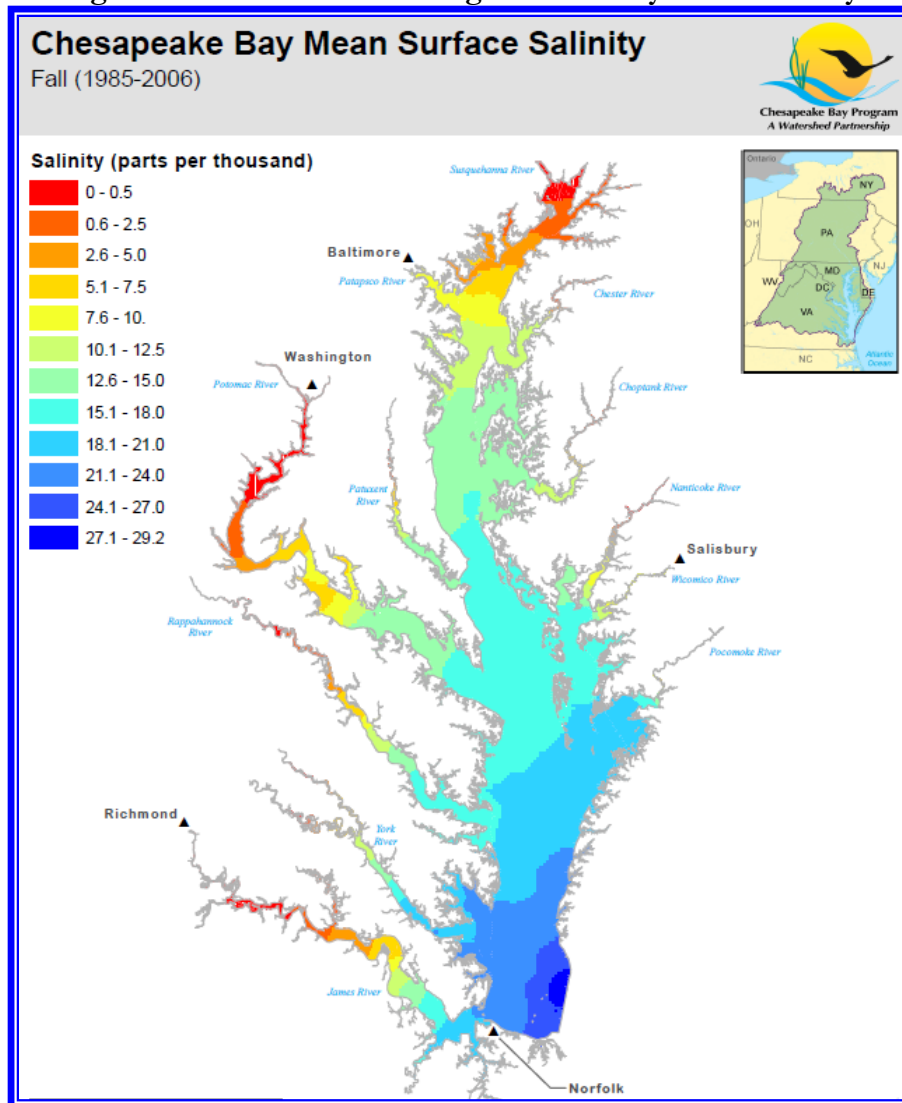 Chesapeake Bay Mean Surface Salinity
Fall (1985-2006)
Chesapeake Bay Program
A Watershed Partnership
Salinity (parts per thousand)
0 - 0.5
0.6 - 2.5
2.6 - 5.0
5.1 - 7.5
7.6 - 10.
10.1 - 12.5
12.6 - 15.0
15.1 - 18.0
18.1 - 21.0
21.1 - 24.0
24.1 - 27.0
27.1 - 29.2
Ontario
NY
OH
PA
NJ
MD
WV
DC
DE
VA
NC
Atlantic
Ocean
Susquehanna River
Baltimore
Patapsco River
Chester River
Washington
Potomac River
Choptank River
Patuxent
River
Nanticoke River
Salisbury
Wicomico River
Rappahannock
River
Pocomoke River
Richmond
York
River
James River
Norfolk